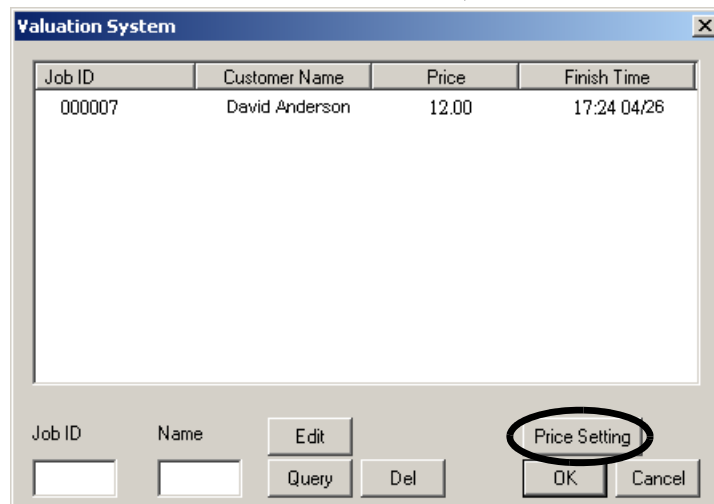 Valuation System
Job ID Customer Name Price Finish Time
000007 David Anderson 12.00 17:24 04/26
Job ID Name Edit Price Setting
Query Del OK Cancel